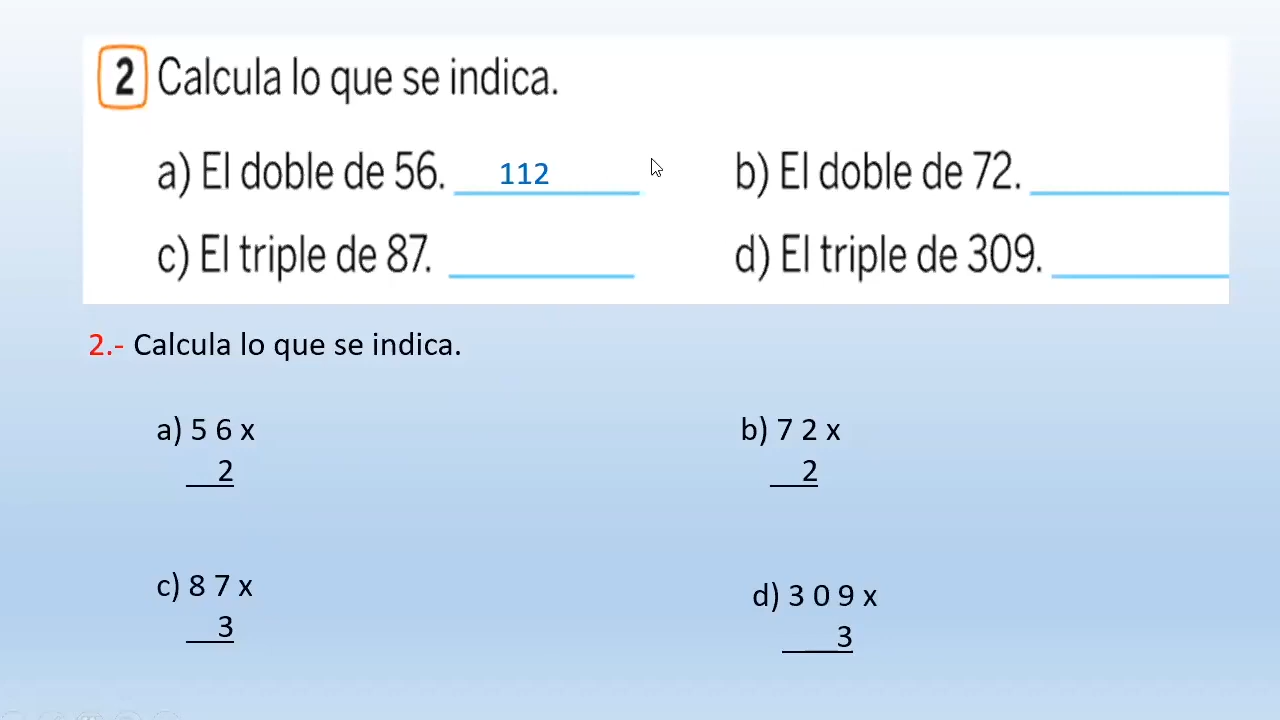 2 Calcula lo que se indica.
a) El doble de 56. 112
b) El doble de 72.
c) El triple de 87.
d) El triple de 309.
2.- Calcula lo que se indica.
a) 5 6 x
2
b) 7 2 x
2
c) 8 7 x
3
d) 3 0 9 x
3